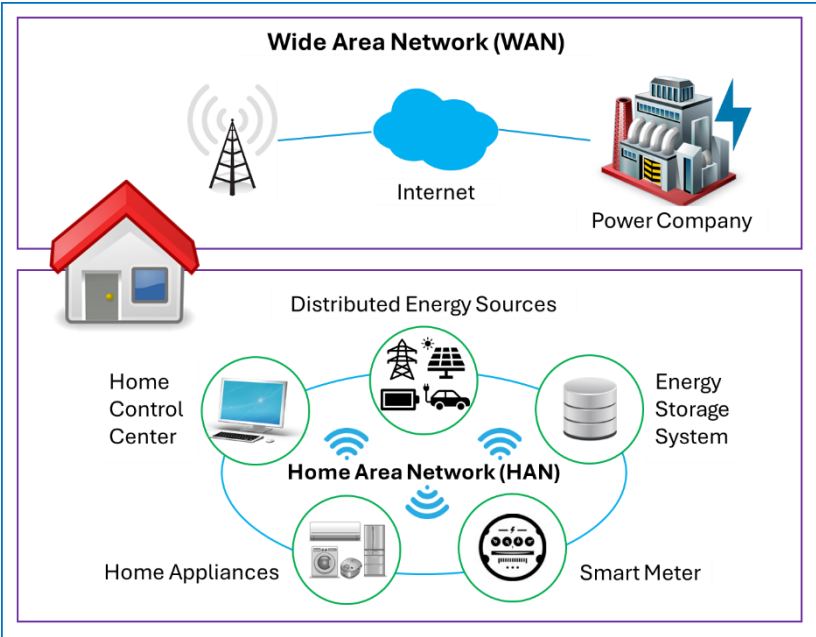 Wide Area Network (WAN)
Internet
Power Company
Distributed Energy Sources
Home
Control
Center
Energy
Storage
System
Home Area Network (HAN)
Home Appliances
Smart Meter